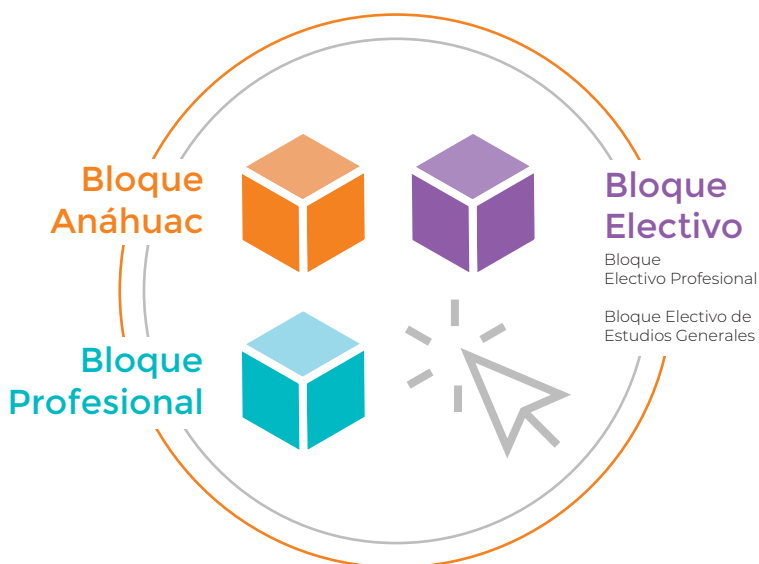 Bloque
Anáhuac
Bloque
Electivo
Bloque
Electivo Profesional
Bloque Electivo de
Estudios Generales
Bloque
Profesional